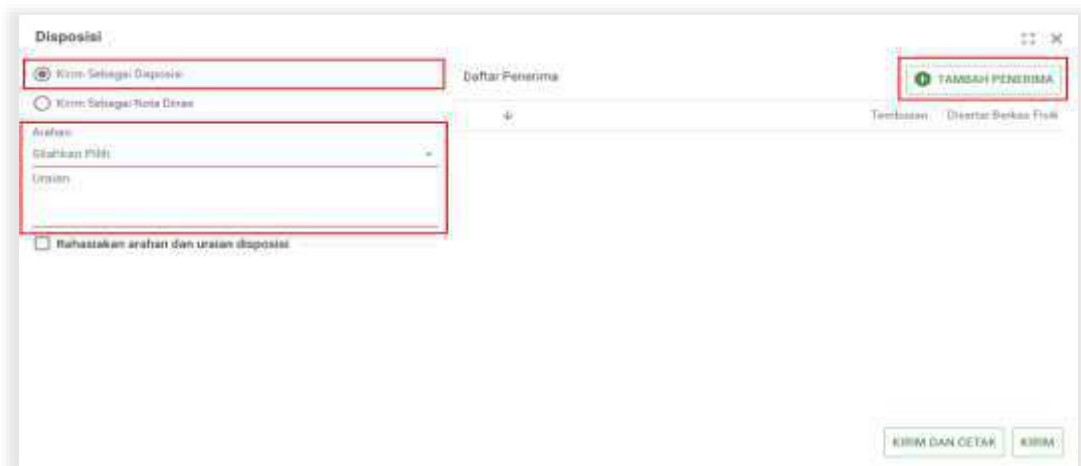 Disposisi
Kirim Sebagai Disposisi
Kirim Sebagai Nota Dinas
Arahan
Silahkan Pilih
Uraian
Rahasiakan arahan dan uraian disposisi
Daftar Penerima
TAMBAH PENERIMA
Tembusan Disertai Berkas Fisik
KIRIM DAN CETAK KIRIM